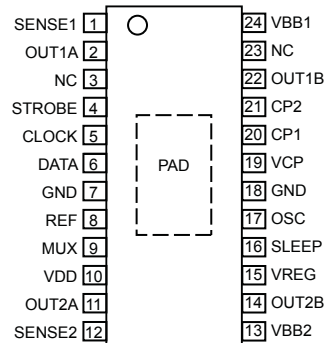 SENSE1 1
OUT1A 2
NC 3
STROBE 4
CLOCK 5
DATA 6
GND 7
REF 8
MUX 9
VDD 10
OUT2A 11
SENSE2 12
PAD
24 VBB1
23 NC
22 OUT1B
21 CP2
20 CP1
19 VCP
18 GND
17 OSC
16 SLEEP
15 VREG
14 OUT2B
13 VBB2